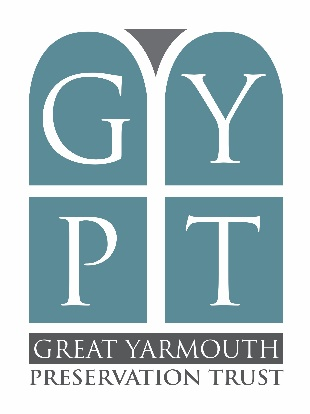 G Y
P T
GREAT YARMOUTH
PRESERVATION TRUST